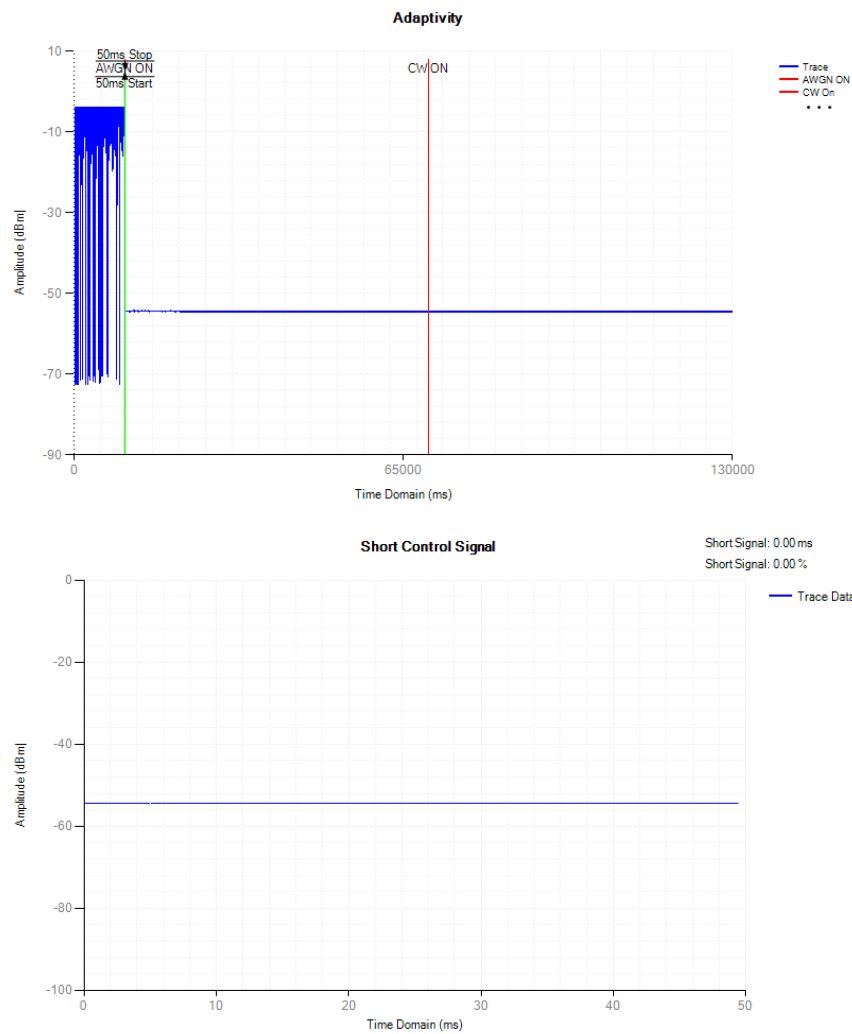 Adaptivity
10
-10
-30
-50
-70
-90
Amplitude [dBm]
50ms Stop
AWGN ON
50ms Start
CW ON
Trace
AWGN ON
CW On
...
0
65000
130000
Time Domain (ms)
Short Control Signal
Short Signal: 0.00 ms
Short Signal: 0.00 %
Trace Data
0
-20
-40
-60
-80
-100
Amplitude [dBm]
0
10
20
30
40
50
Time Domain (ms)